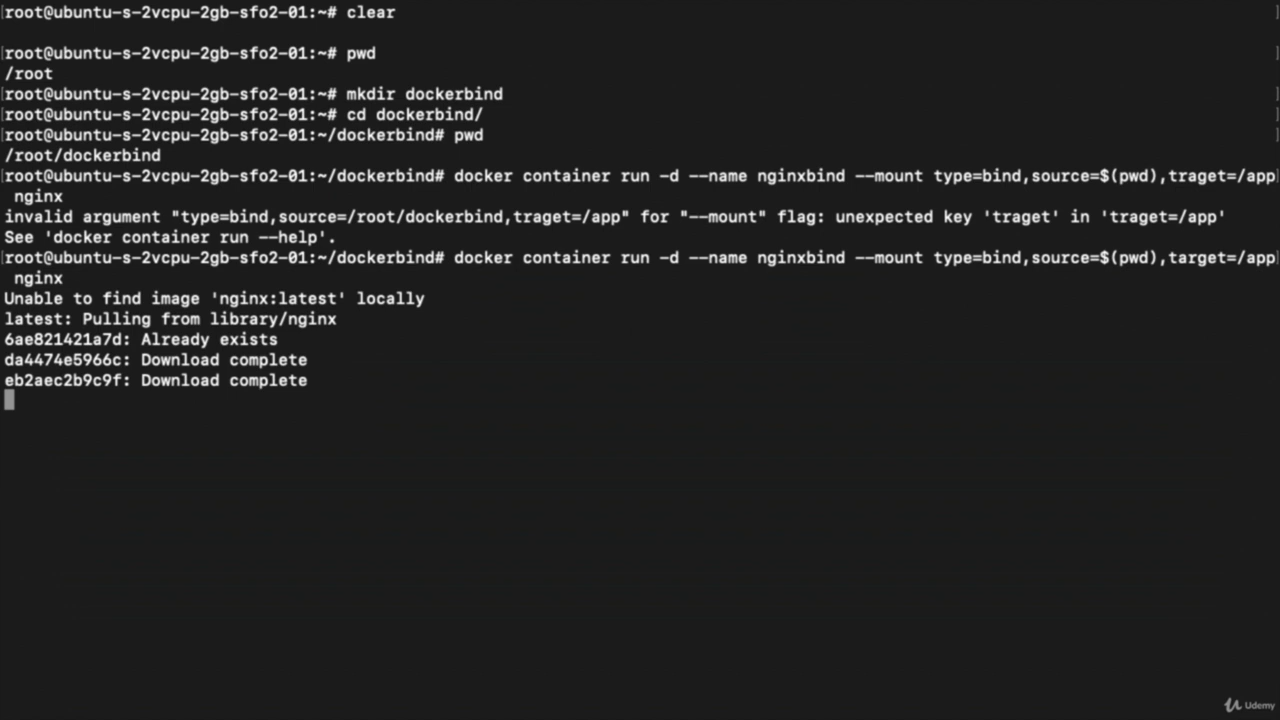 [root@ubuntu-s-2vcpu-2gb-sfo2-01:~# clear ]
[root@ubuntu-s-2vcpu-2gb-sfo2-01:~# pwd ]
/root
[root@ubuntu-s-2vcpu-2gb-sfo2-01:~# mkdir dockerbind ]
[root@ubuntu-s-2vcpu-2gb-sfo2-01:~# cd dockerbind/ ]
[root@ubuntu-s-2vcpu-2gb-sfo2-01:~/dockerbind# pwd ]
/root/dockerbind
[root@ubuntu-s-2vcpu-2gb-sfo2-01:~/dockerbind# docker container run -d --name nginxbind --mount type=bind,source=$(pwd),traget=/app]
nginx
invalid argument "type=bind,source=/root/dockerbind,traget=/app" for "--mount" flag: unexpected key 'traget' in 'traget=/app'
See 'docker container run --help'.
[root@ubuntu-s-2vcpu-2gb-sfo2-01:~/dockerbind# docker container run -d --name nginxbind --mount type=bind,source=$(pwd),target=/app]
nginx
Unable to find image 'nginx:latest' locally
latest: Pulling from library/nginx
6ae821421a7d: Already exists
da4474e5966c: Download complete
eb2aec2b9c9f: Download complete
Udemy